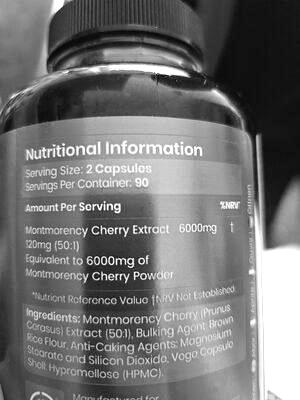 Nutritional Information
Serving Size: 2 Capsules
Servings Per Container: 90
Amount Per Serving %NRV*
Montmorency Cherry Extract 6000mg †
120mg (50:1)
Equivalent to 6000mg of
Montmorency Cherry Powder
*Nutrient Reference Value †NRV Not Established.
Ingredients: Montmorency Cherry (Prunus
Cerasus) Extract (50:1), Bulking Agent: Brown
Rice Flour, Anti-Caking Agents: Magnesium
Stearate and Silicon Dioxide, Vege Capsule
Shell: Hypromellose (HPMC).
Manufactured for